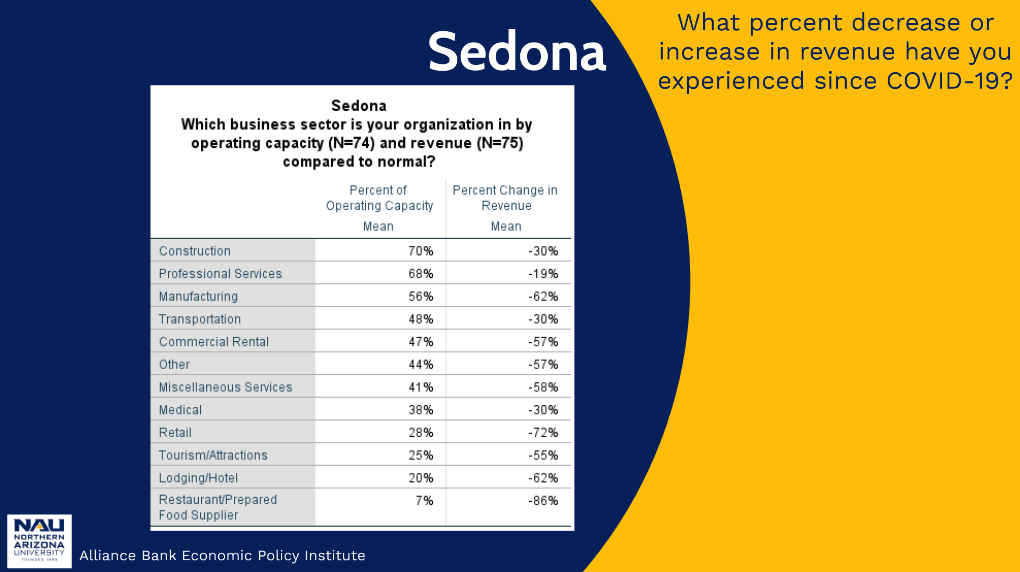 Sedona
What percent decrease or
increase in revenue have you
experienced since COVID-19?
Sedona
Which business sector is your organization in by
operating capacity (N=74) and revenue (N=75)
compared to normal?
Percent of Percent Change in
Operating Capacity Revenue
Mean Mean
Construction 70% -30%
Professional Services 68% -19%
Manufacturing 56% -62%
Transportation 48% -30%
Commercial Rental 47% -57%
Other 44% -57%
Miscellaneous Services 41% -58%
Medical 38% -30%
Retail 28% -72%
Tourism/Attractions 25% -55%
Lodging/Hotel 20% -62%
Restaurant/Prepared 7% -86%
Food Supplier
NAU
NORTHERN
ARIZONA
UNIVERSITY
FOUNDED 1899
Alliance Bank Economic Policy Institute